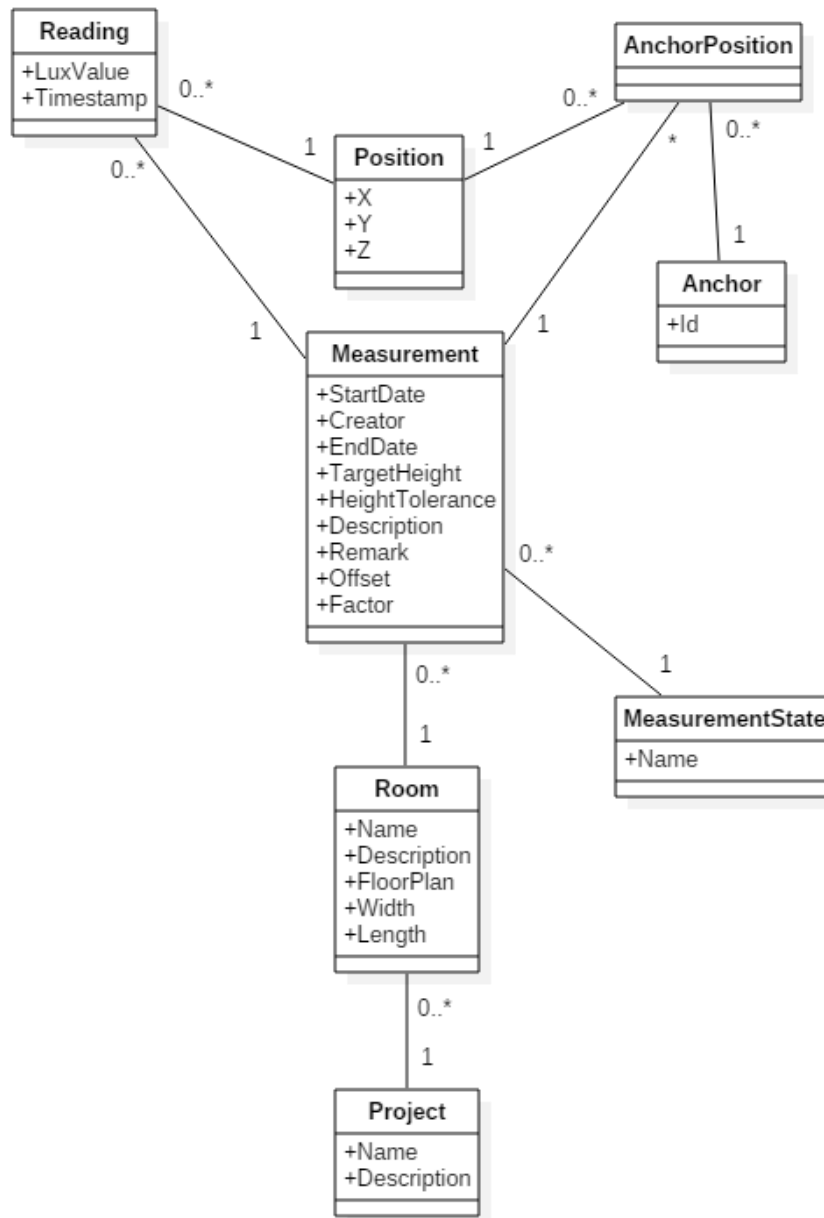 Reading
+LuxValue
+Timestamp
AnchorPosition
0..*
0..*
0..*
*
0..*
1
1
Position
+X
+Y
+Z
1
Anchor
+Id
1
1
Measurement
+StartDate
+Creator
+EndDate
+TargetHeight
+HeightTolerance
+Description
+Remark
+Offset
+Factor
0..*
0..*
1
MeasurementState
+Name
1
Room
+Name
+Description
+FloorPlan
+Width
+Length
0..*
1
Project
+Name
+Description